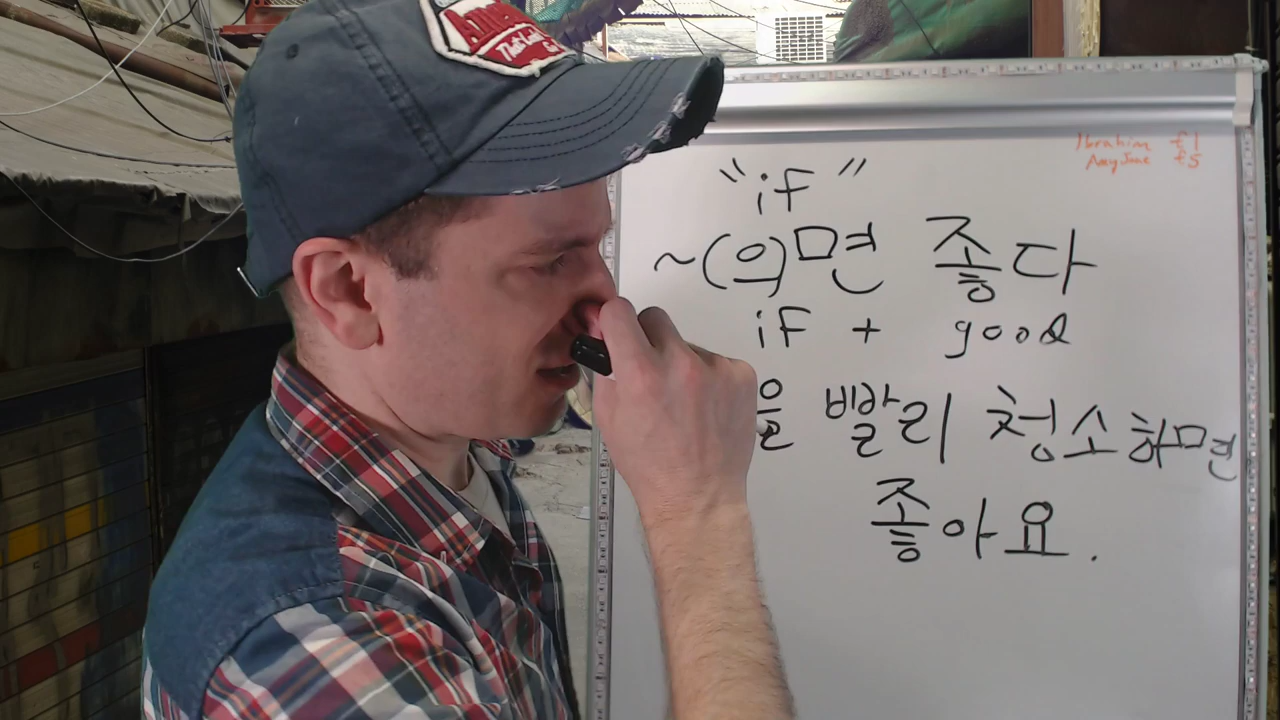 Ibrahim £1
AmyJane £5
"if"
~(으)면 좋다
if + good
을 빨리 청소하면
좋아요.